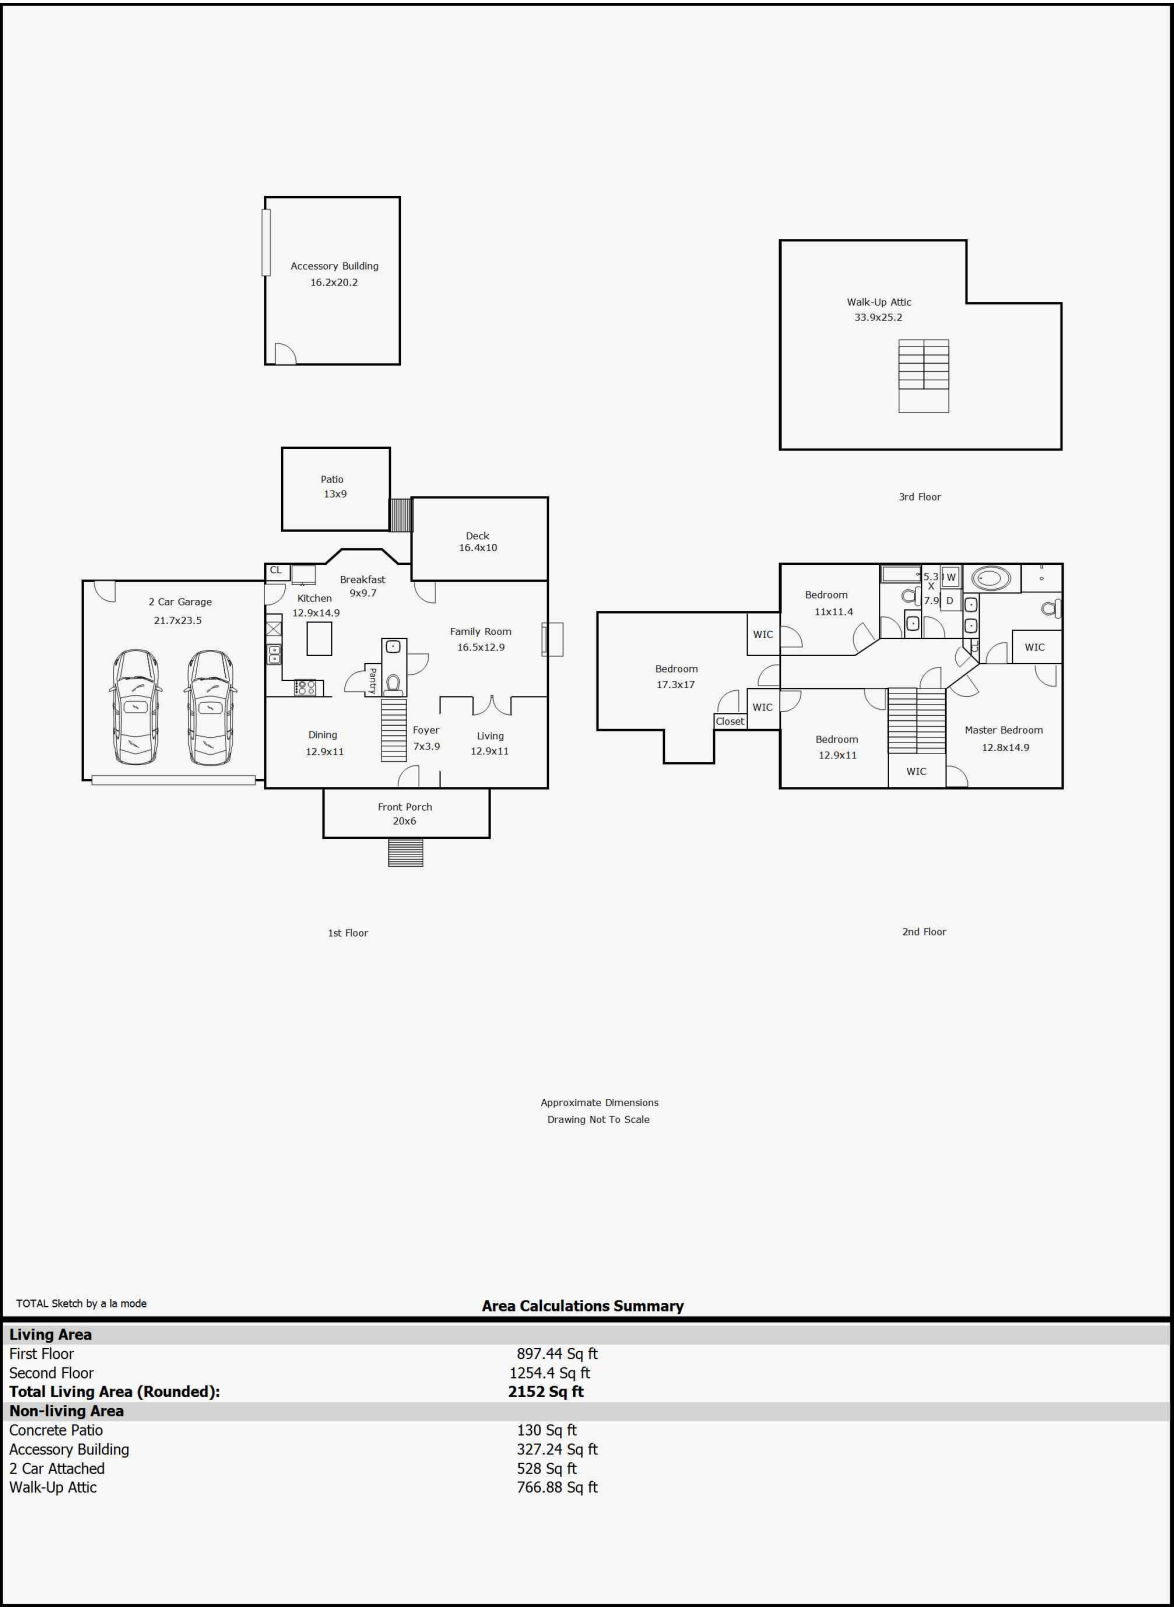 Accessory Building
16.2x20.2
Walk-Up Attic
33.9x25.2
3rd Floor
Patio
13x9
Deck
16.4x10
CL
Breakfast
9x9.7
Kitchen
12.9x14.9
2 Car Garage
21.7x23.5
Family Room
16.5x12.9
Pantry
Dining
12.9x11
Foyer
7x3.9
Living
12.9x11
Front Porch
20x6
1st Floor
Bedroom
11x11.4
5.3
X
7.9
W
D
WIC
CL
WIC
Bedroom
17.3x17
WIC
Closet
Bedroom
12.9x11
Master Bedroom
12.8x14.9
WIC
2nd Floor
Approximate Dimensions
Drawing Not To Scale
TOTAL Sketch by a la mode
Area Calculations Summary
Living Area
First Floor 897.44 Sq ft
Second Floor 1254.4 Sq ft
Total Living Area (Rounded): 2152 Sq ft
Non-living Area
Concrete Patio 130 Sq ft
Accessory Building 327.24 Sq ft
2 Car Attached 528 Sq ft
Walk-Up Attic 766.88 Sq ft